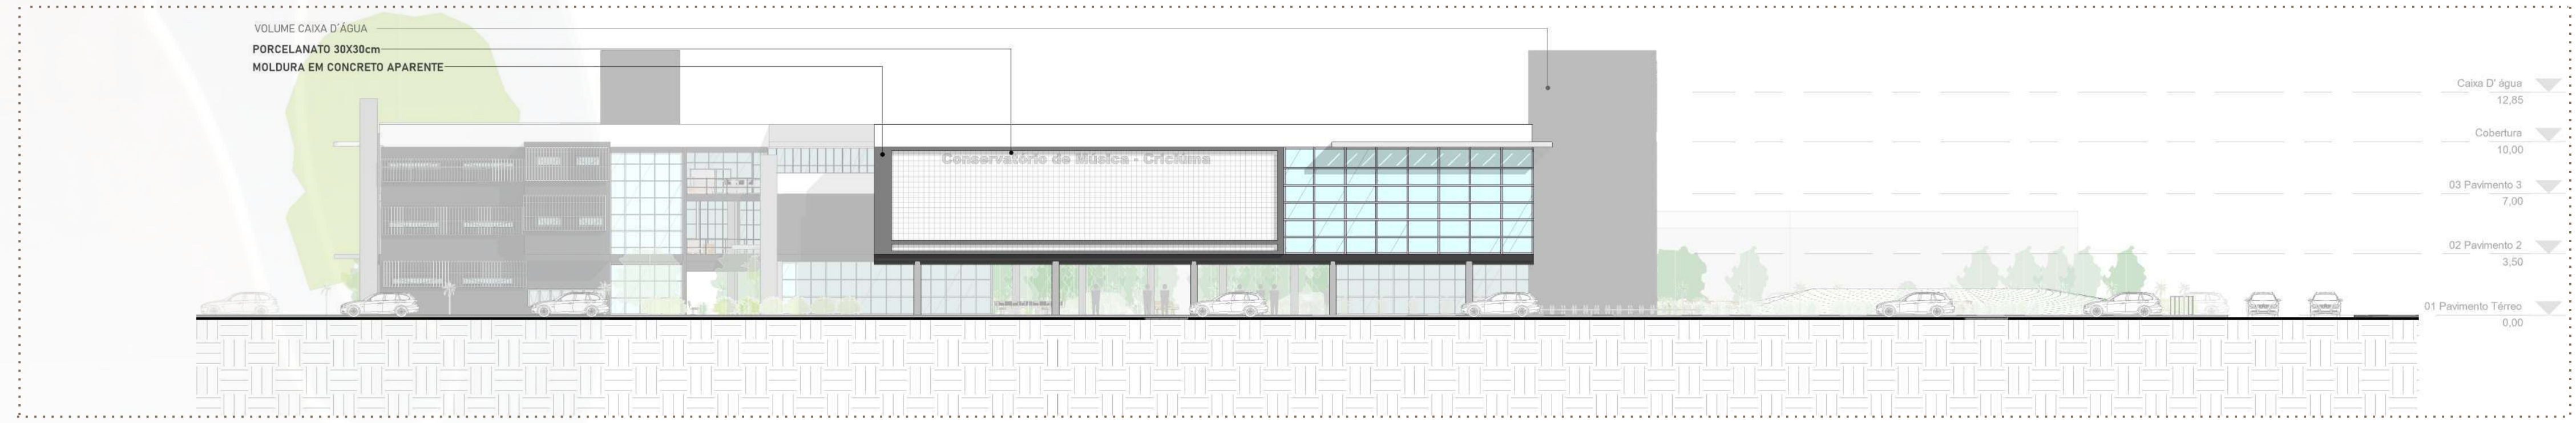 VOLUME CAIXA D'ÁGUA
PORCELANATO 30X30cm
MOLDURA EM CONCRETO APARENTE
Conservatório de Música - Criciúma
Caixa D' água
12,85
Cobertura
10,00
03 Pavimento 3
7,00
02 Pavimento 2
3,50
01 Pavimento Térreo
0,00